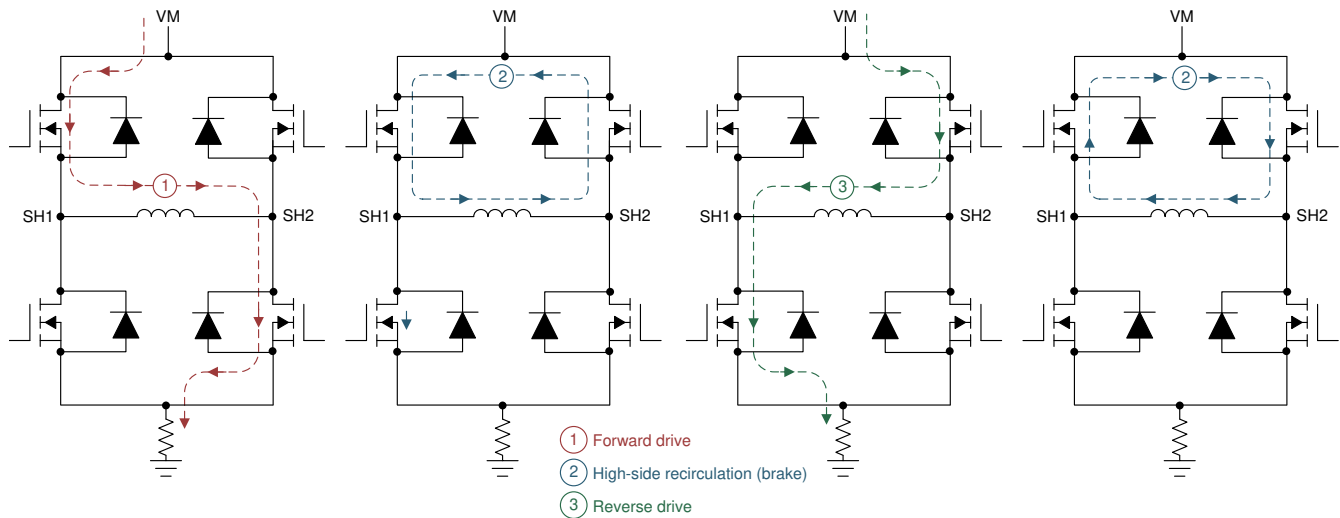 VM
VM
VM
VM
2
2
1
3
SH1
SH2
SH1
SH2
SH1
SH2
SH1
SH2
1 Forward drive
2 High-side recirculation (brake)
3 Reverse drive